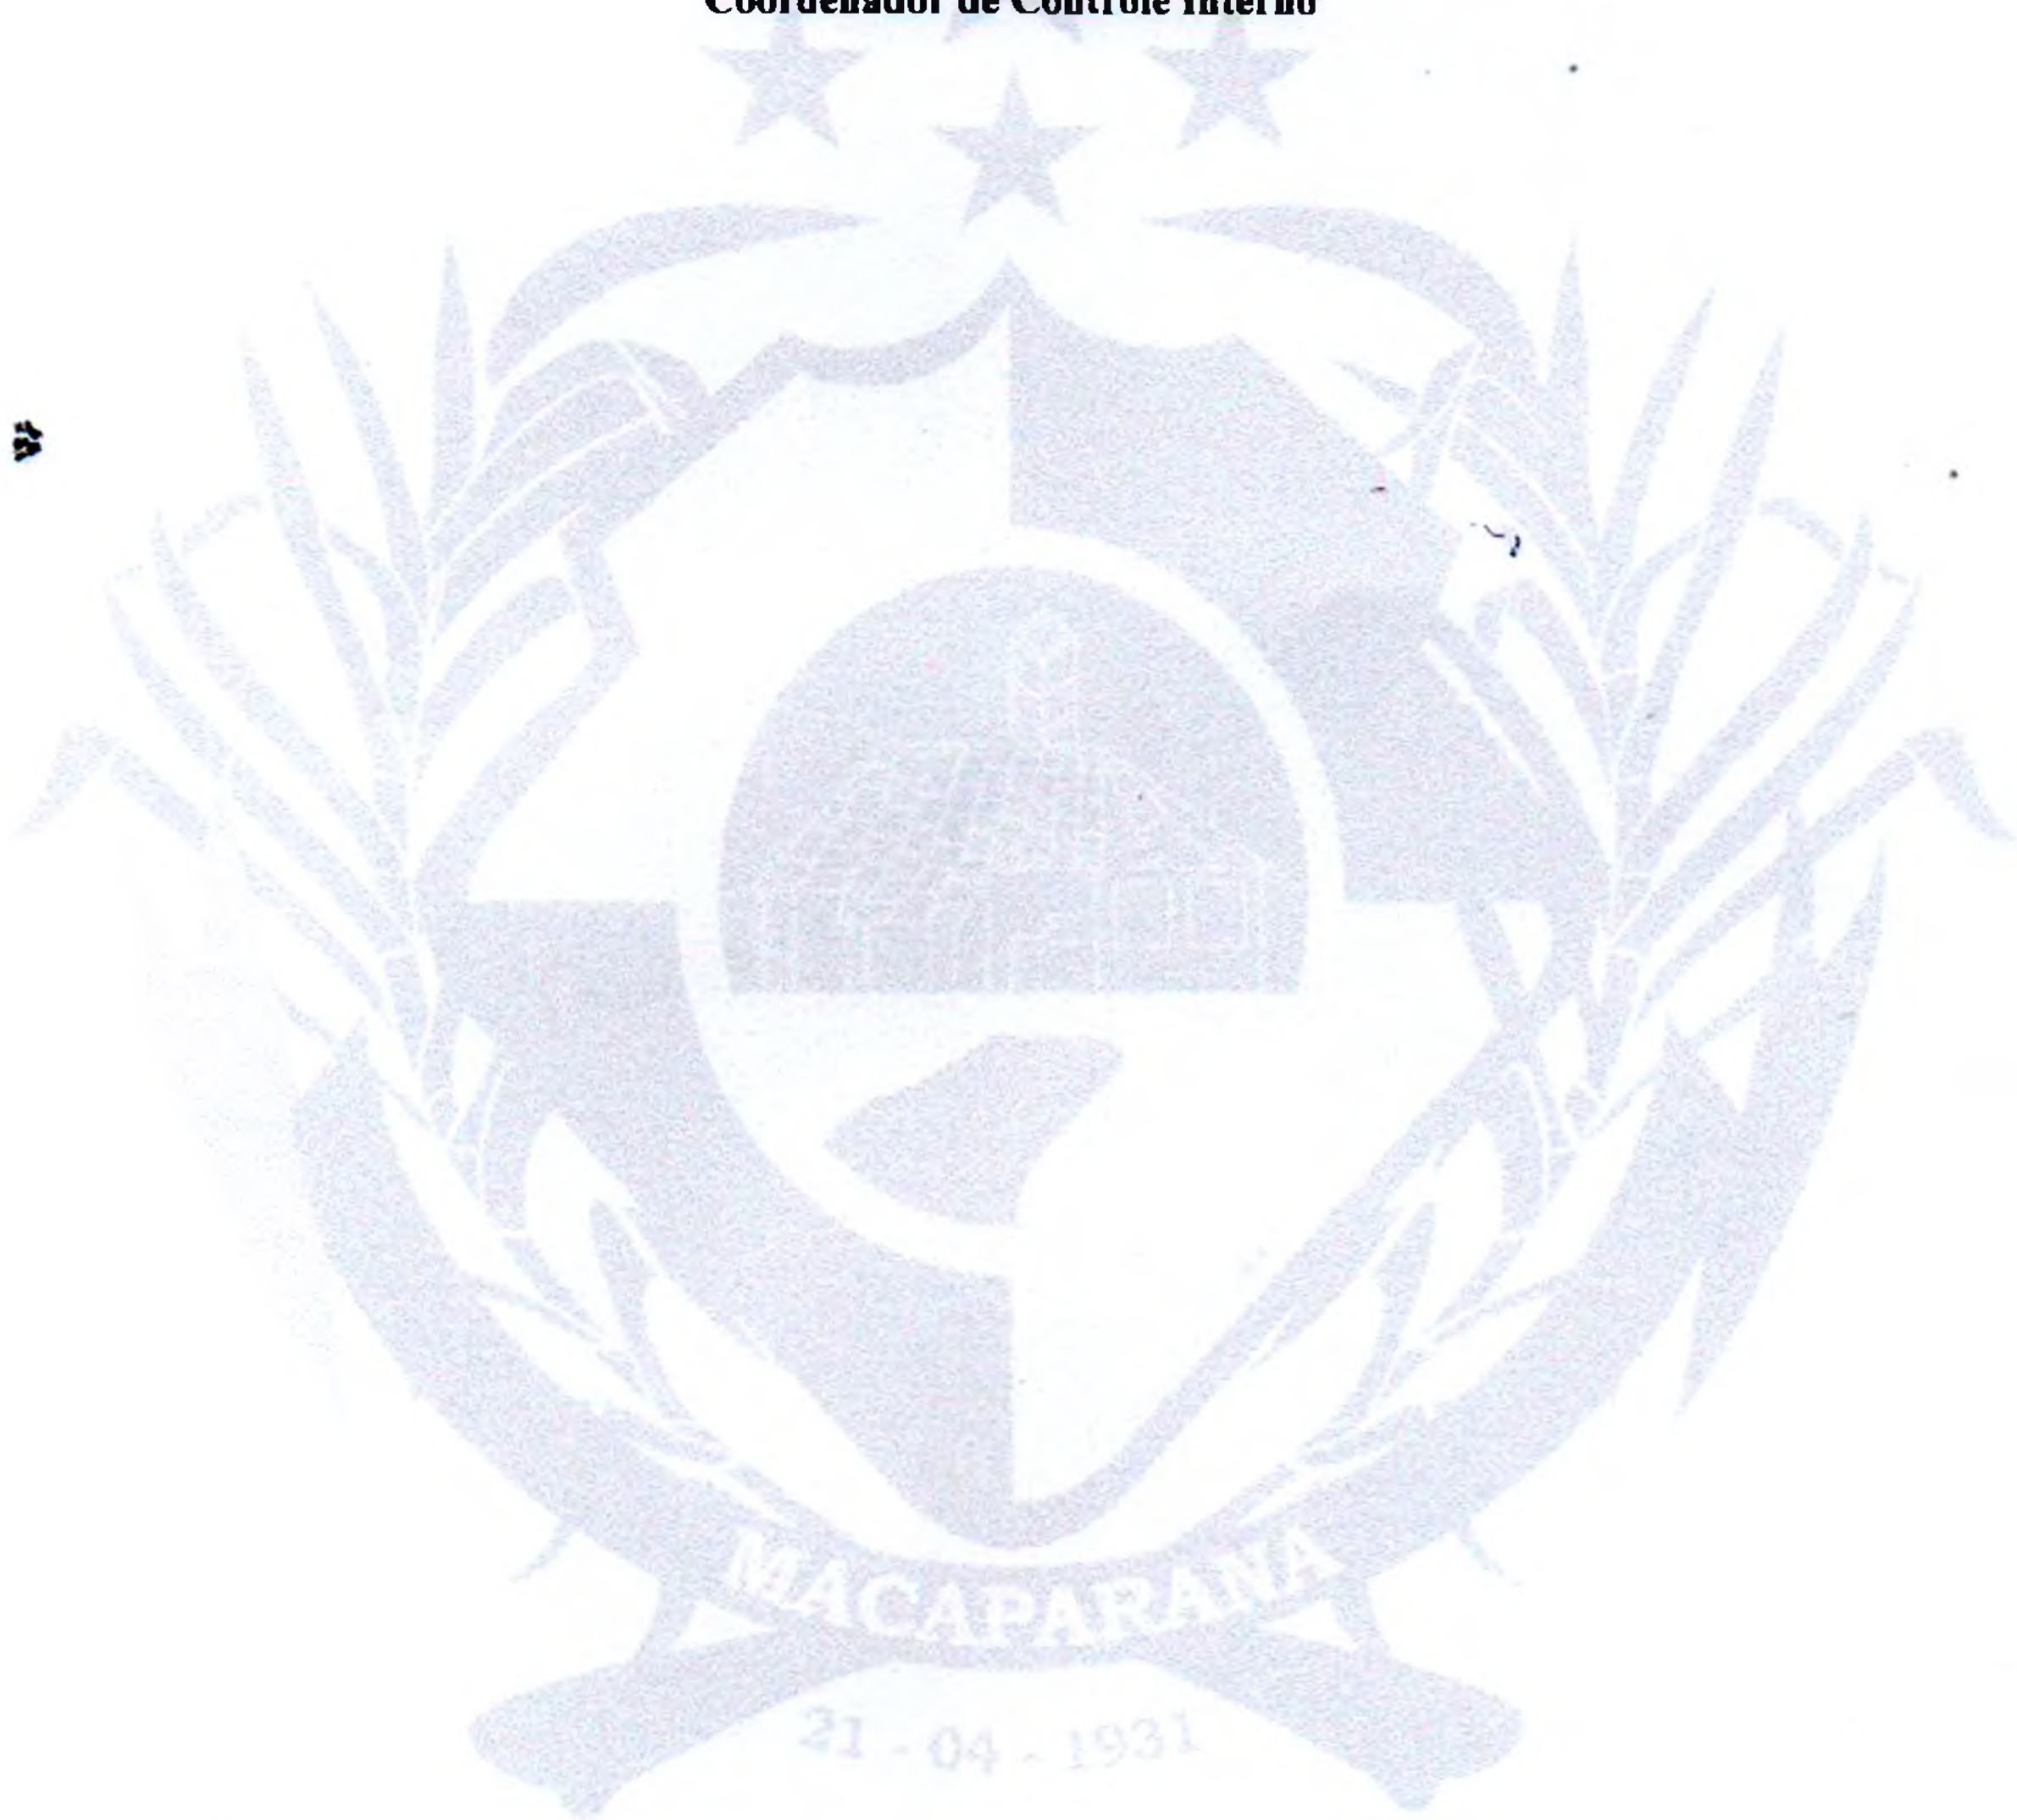 Coordenador de Controle Interno
MACAPARANA
21 - 04 - 1931